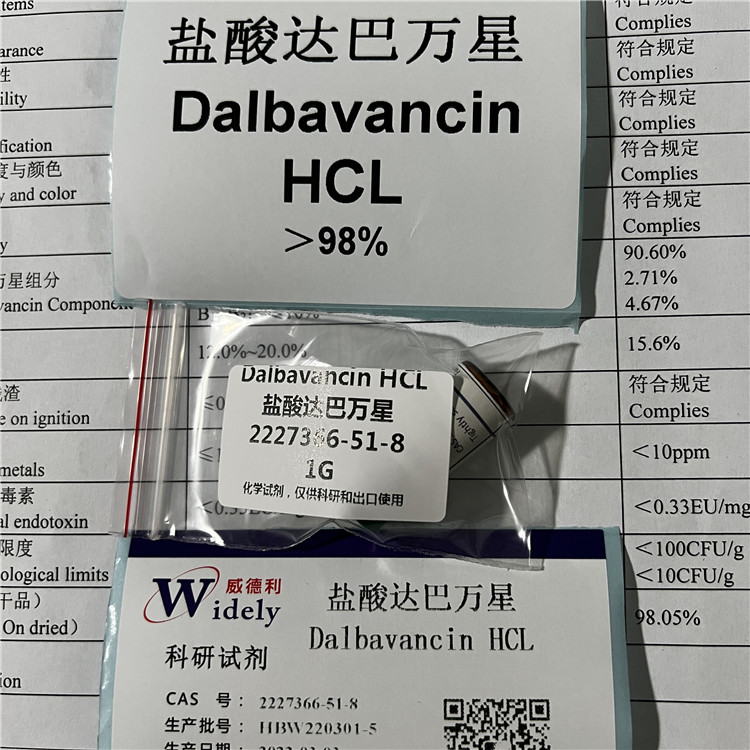 tems
盐酸达巴万星
Dalbavancin
HCL
>98%
Complies
符合规定
Complies
符合规定
Complies
符合规定
Complies
符合规定
Complies
90.60%
2.71%
4.67%
15.6%
符合规定
Complies
<10ppm
<0.33EU/mg
<100CFU/g
<10CFU/g
98.05%
arance
性
ility
fication
度与颜色
y and color
万星组分
vancin Component
12.0%~20.0%
e on ignition
metals
毒素
al endotoxin
限度
ological limits
干品）
On dried）
Dalbavancin HCL
盐酸达巴万星
2227366-51-8
1G
化学试剂，仅供科研和出口使用
Widely 威德利
盐酸达巴万星
Dalbavancin HCL
科研试剂
CAS 号： 2227366-51-8
生产批号： HBW220301-5